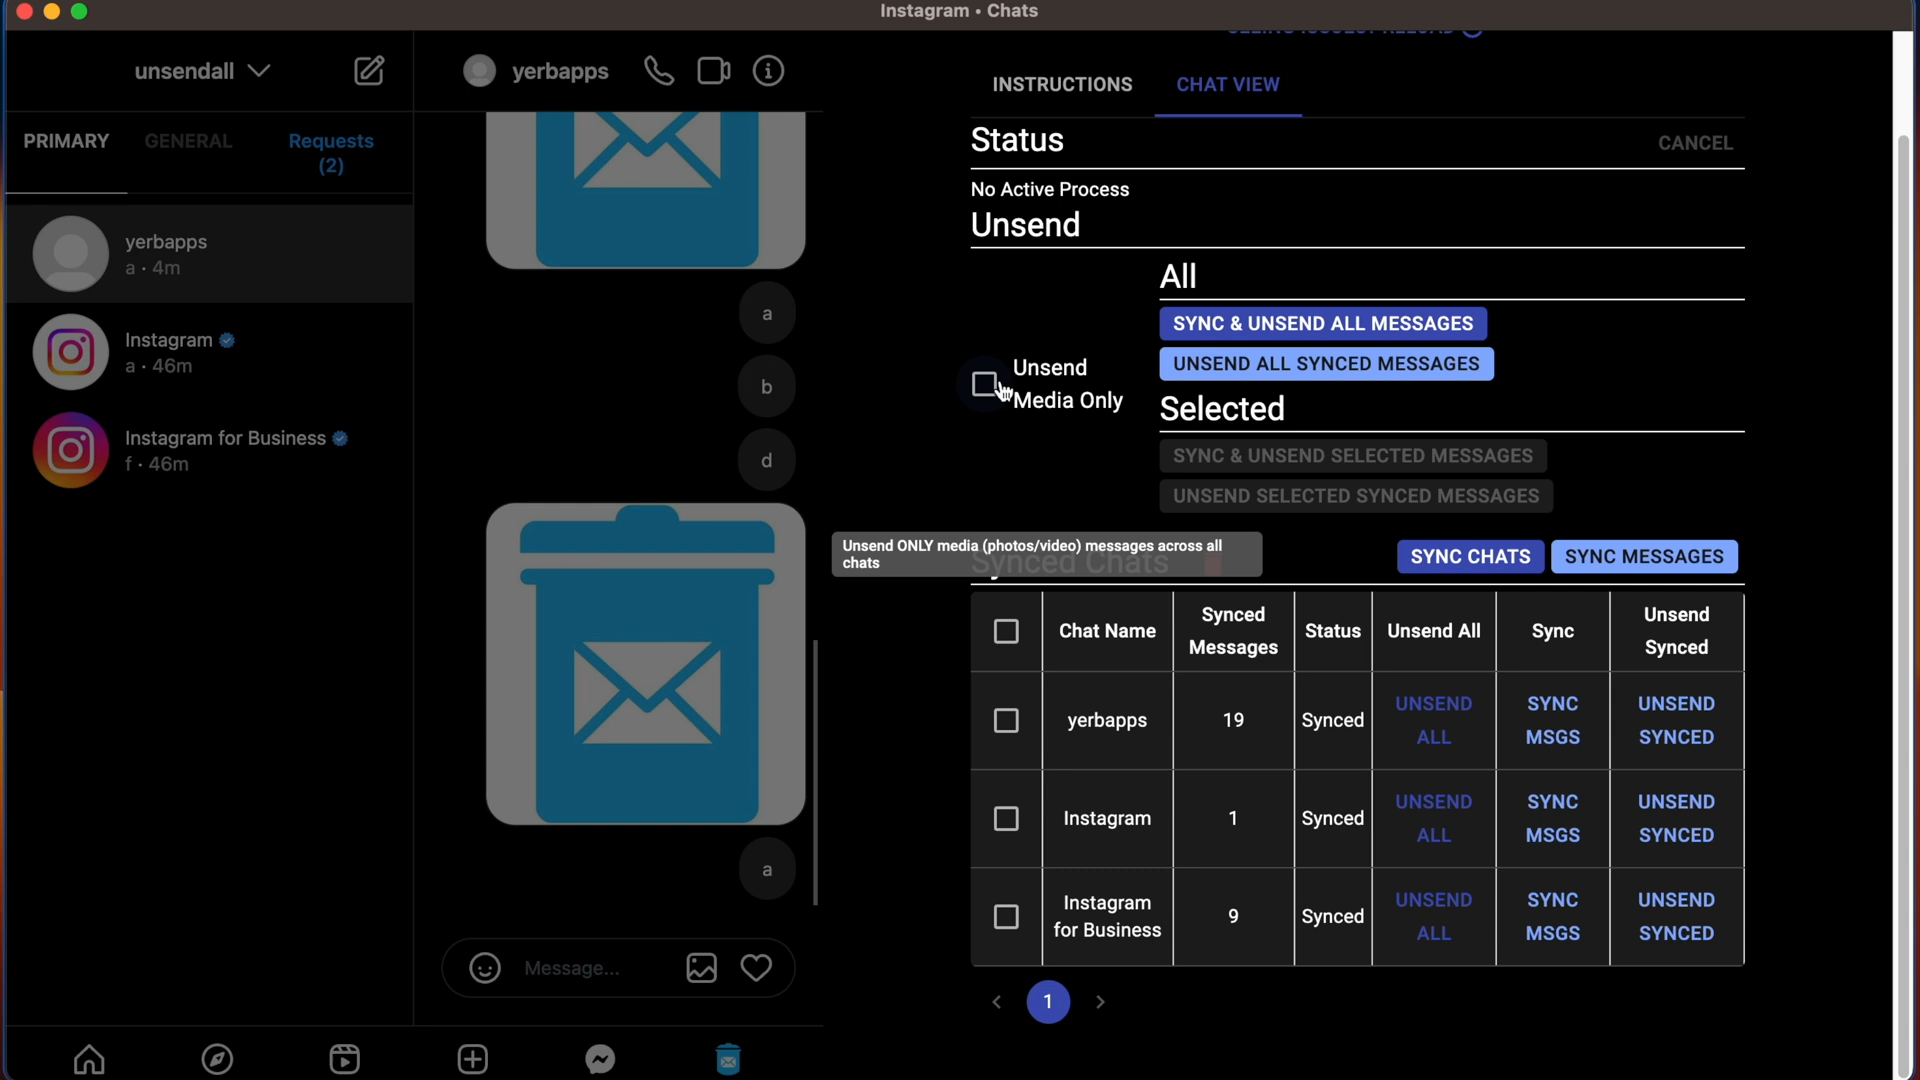 Instagram • Chats
unsendall
PRIMARY
GENERAL
Requests
(2)
yerbapps
a · 4m
Instagram
a · 46m
Instagram for Business
f · 46m
yerbapps
a
b
d
a
Message...
INSTRUCTIONS
CHAT VIEW
Status
CANCEL
No Active Process
Unsend
All
SYNC & UNSEND ALL MESSAGES
UNSEND ALL SYNCED MESSAGES
Unsend
Media Only
Selected
SYNC & UNSEND SELECTED MESSAGES
UNSEND SELECTED SYNCED MESSAGES
Unsend ONLY media (photos/video) messages across all
chats
Synced Chats
SYNC CHATS
SYNC MESSAGES
Chat Name
Synced
Messages
Status
Unsend All
Sync
Unsend
Synced
yerbapps
19
Synced
UNSEND
ALL
SYNC
MSGS
UNSEND
SYNCED
Instagram
1
Synced
UNSEND
ALL
SYNC
MSGS
UNSEND
SYNCED
Instagram
for Business
9
Synced
UNSEND
ALL
SYNC
MSGS
UNSEND
SYNCED
1